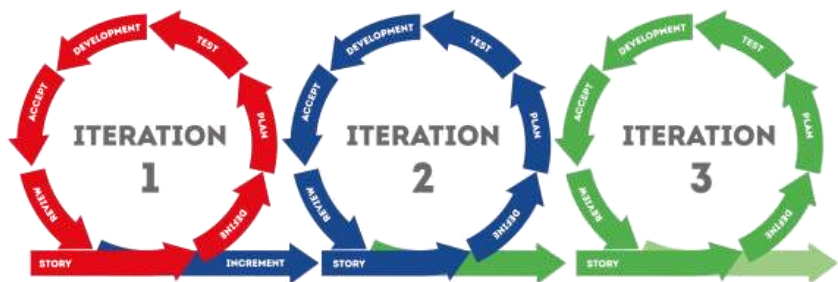 DEVELOPMENT
TEST
ACCEPT
PLAN
ITERATION
1
REVIEW
DEFINE
STORY
INCREMENT
DEVELOPMENT
TEST
ACCEPT
PLAN
ITERATION
2
REVIEW
DEFINE
STORY
DEVELOPMENT
TEST
ACCEPT
PLAN
ITERATION
3
REVIEW
DEFINE
STORY